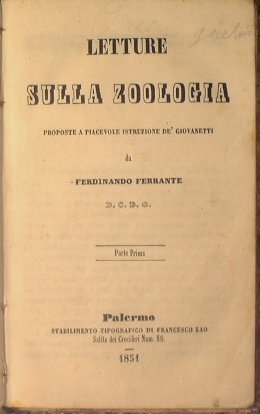 LETTURE
SULLA ZOOLOGIA
PROPOSTE A PIACEVOLE ISTRUZIONE DE' GIOVANETTI
da
FERDINANDO FERRANTE
D. C. D. G.
Parte Prima
Palermo
STABILIMENTO TIPOGRAFICO DI FRANCESCO LAO
Salita dei Crociferi Num. 86.
1851